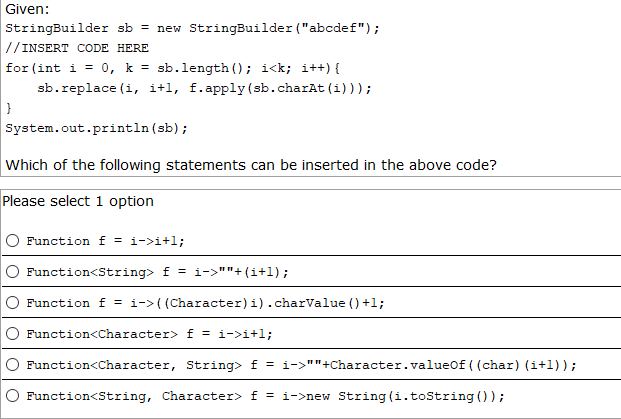 Given:
StringBuilder sb = new StringBuilder("abcdef");
//INSERT CODE HERE
for(int i = 0, k = sb.length(); i<k; i++){
sb.replace(i, i+1, f.apply(sb.charAt(i)));
}
System.out.println(sb);
Which of the following statements can be inserted in the above code?
Please select 1 option
Function f = i->i+1;
Function<String> f = i->""+(i+1);
Function f = i->((Character)i).charValue()+1;
Function<Character> f = i->i+1;
Function<Character, String> f = i->""+Character.valueOf((char)(i+1));
Function<String, Character> f = i->new String(i.toString());